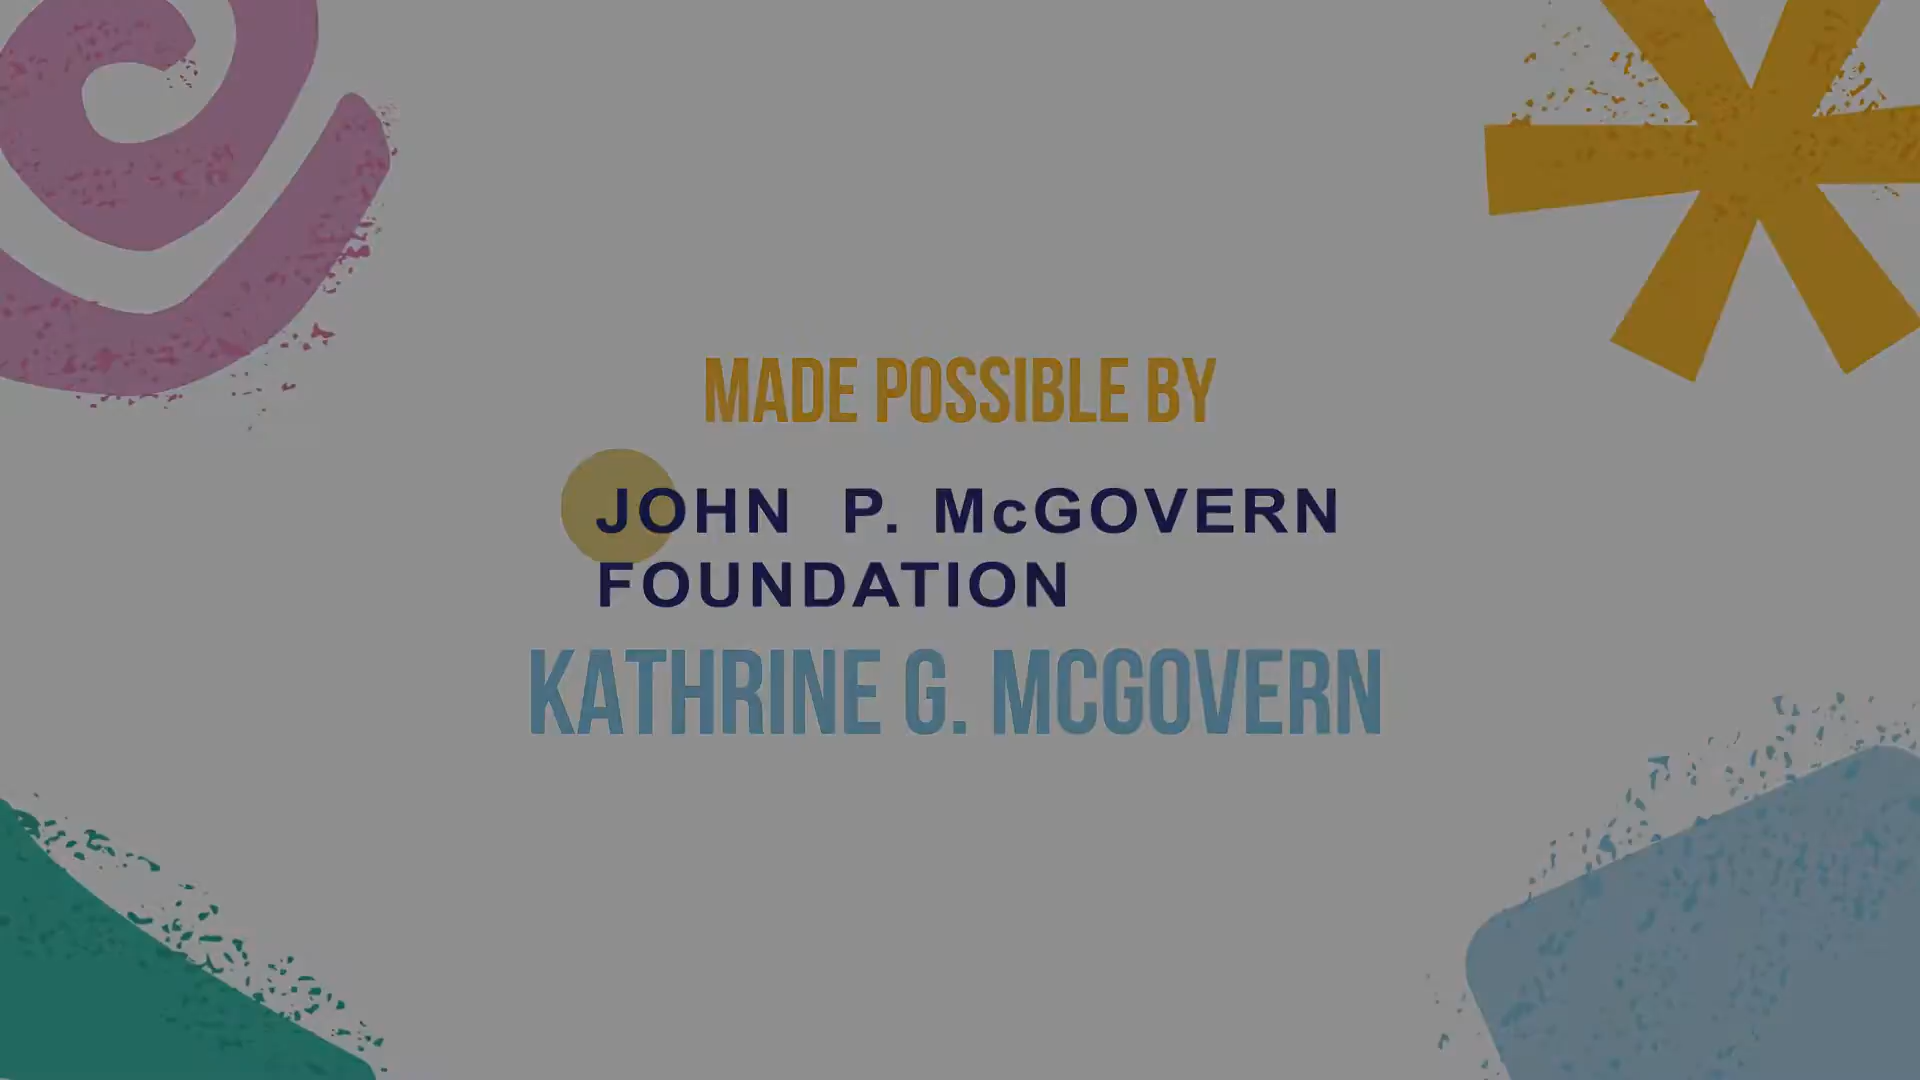 MADE POSSIBLE BY
JOHN P. McGOVERN
FOUNDATION
KATHRINE G. MCGOVERN